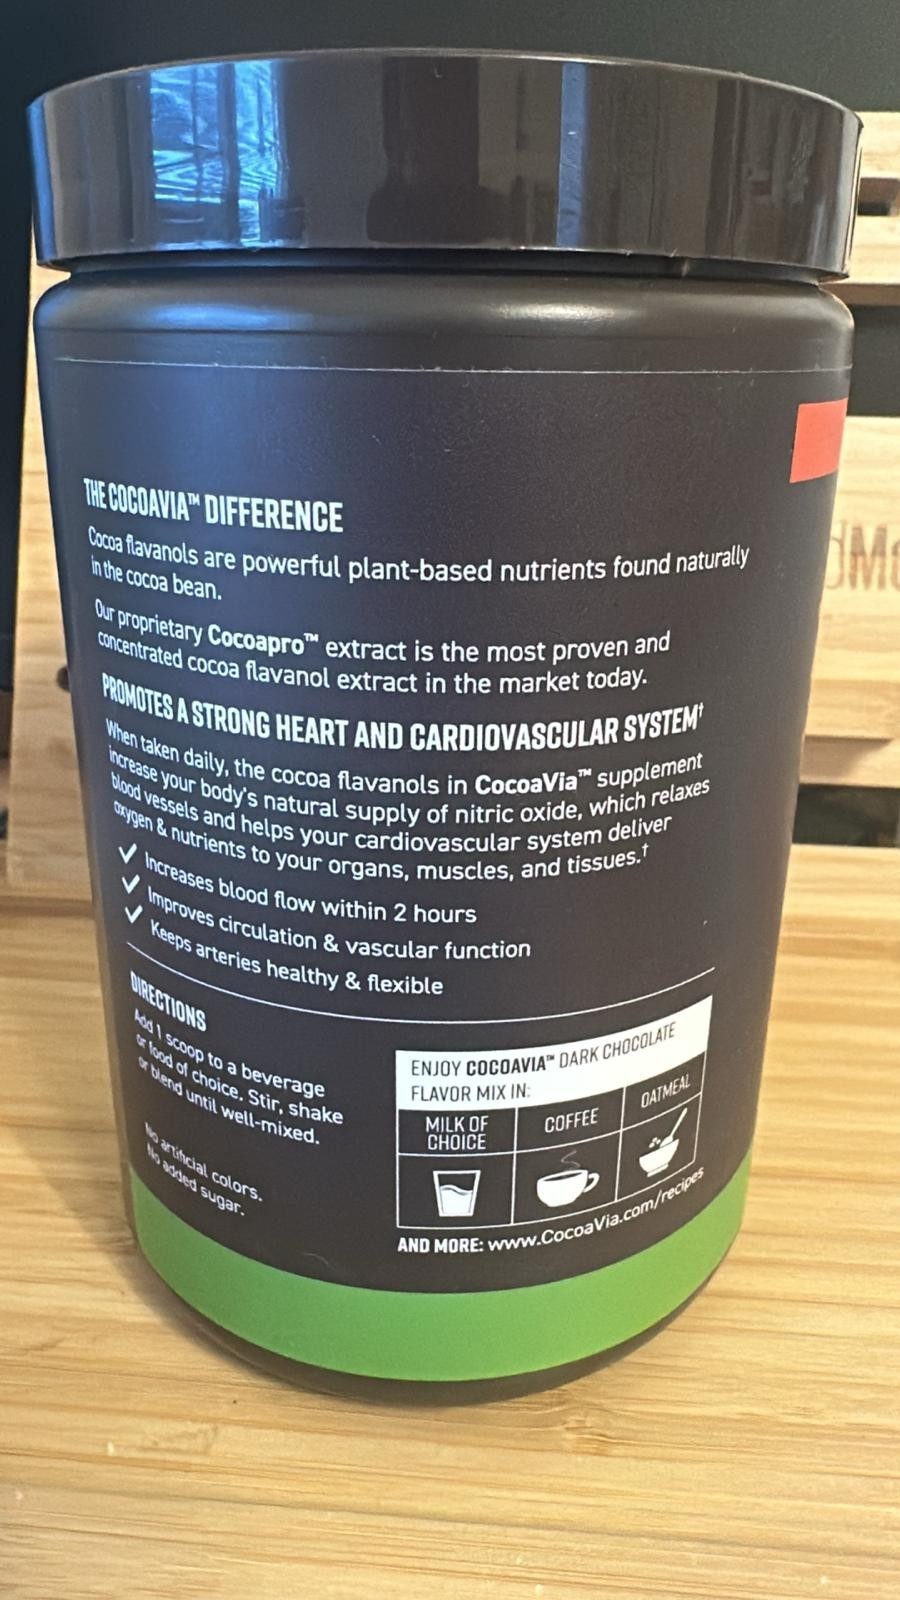 THE COCOAVIA™ DIFFERENCE
Cocoa flavanols are powerful plant-based nutrients found naturally
in the cocoa bean.
Our proprietary Cocoapro™ extract is the most proven and
concentrated cocoa flavanol extract in the market today.
PROMOTES A STRONG HEART AND CARDIOVASCULAR SYSTEM†
When taken daily, the cocoa flavanols in CocoaVia™ supplement
increase your body's natural supply of nitric oxide, which relaxes
blood vessels and helps your cardiovascular system deliver
oxygen & nutrients to your organs, muscles, and tissues.†
✓ Increases blood flow within 2 hours
✓ Improves circulation & vascular function
✓ Keeps arteries healthy & flexible
DIRECTIONS
Add 1 scoop to a beverage
or food of choice. Stir, shake
or blend until well-mixed.
No artificial colors.
No added sugar.
ENJOY COCOAVIA™ DARK CHOCOLATE
FLAVOR MIX IN:
MILK OF
CHOICE
COFFEE
OATMEAL
AND MORE: www.CocoaVia.com/recipes